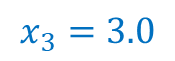 x₃ = 3.0